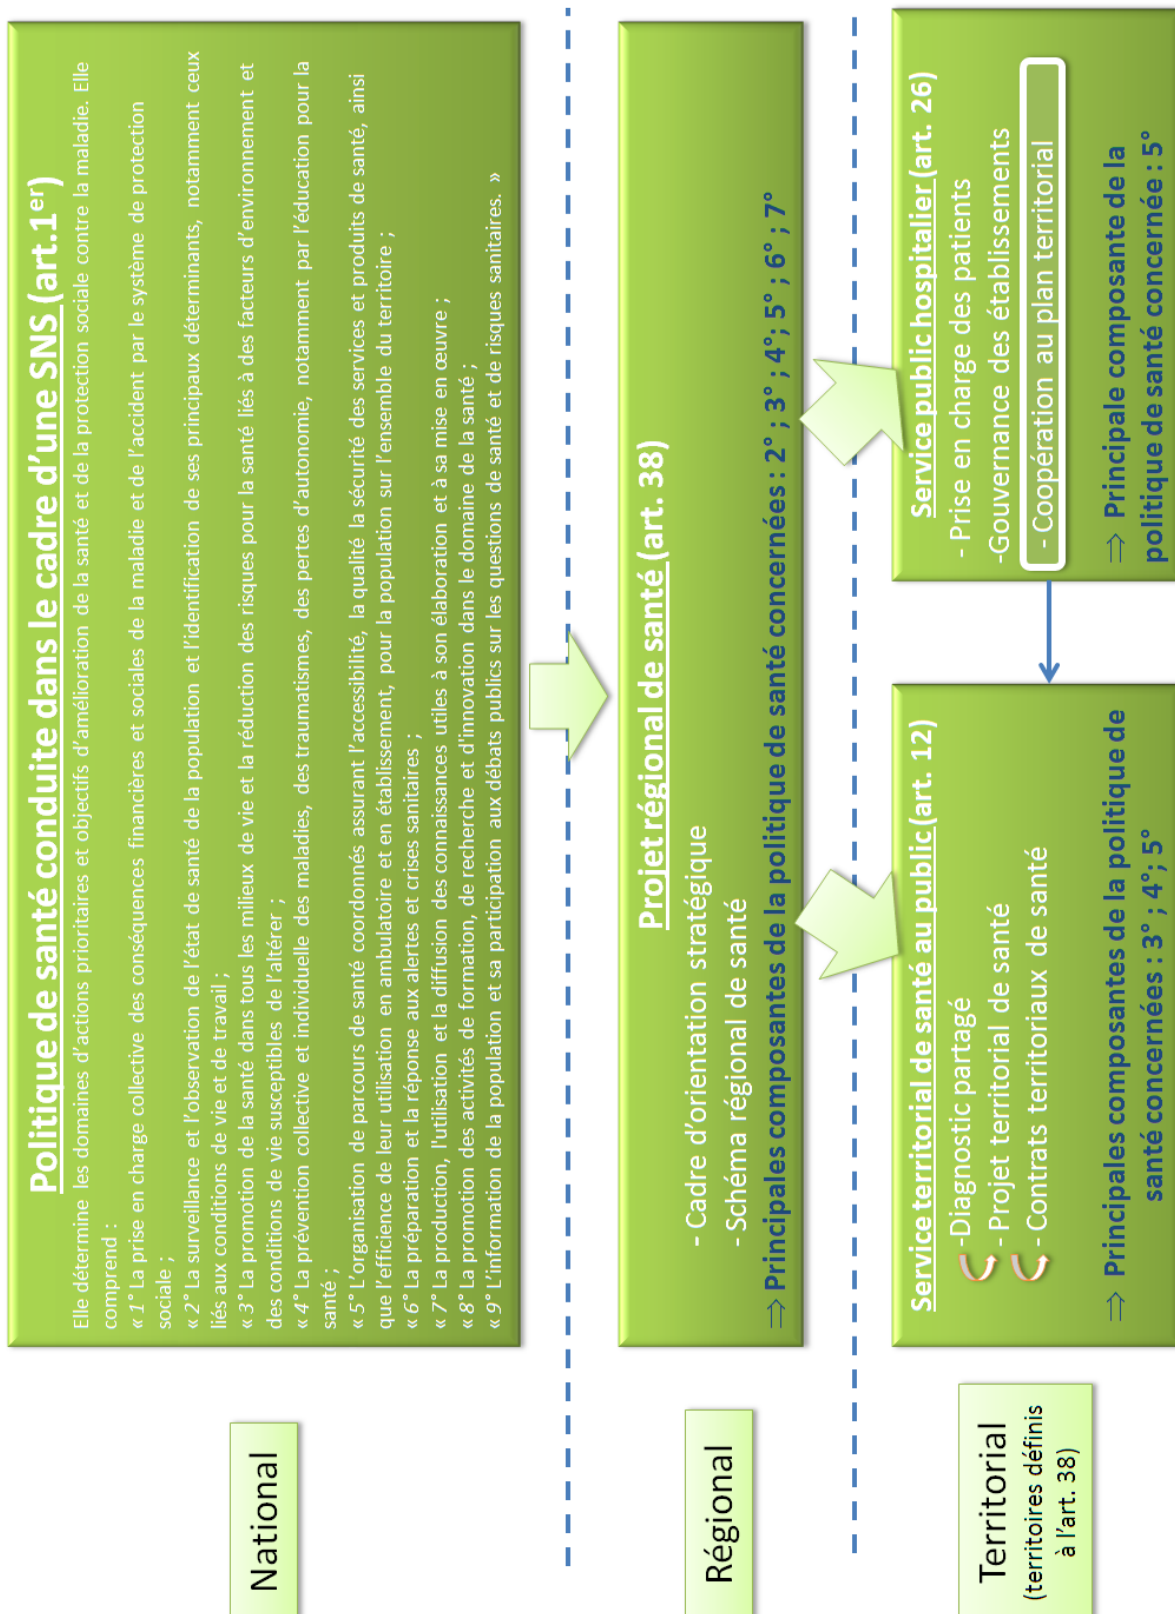 National
Politique de santé conduite dans le cadre d'une SNS (art.1er)
Elle détermine les domaines d'actions prioritaires et objectifs d'amélioration de la santé et de la protection sociale contre la maladie. Elle
comprend :
« 1° La prise en charge collective des conséquences financières et sociales de la maladie et de l'accident par le système de protection
sociale ;
« 2° La surveillance et l'observation de l'état de santé de la population et l'identification de ses principaux déterminants, notamment ceux
liés aux conditions de vie et de travail ;
« 3° La promotion de la santé dans tous les milieux de vie et la réduction des risques pour la santé liés à des facteurs d'environnement et
des conditions de vie susceptibles de l'altérer ;
« 4° La prévention collective et individuelle des maladies, des traumatismes, des pertes d'autonomie, notamment par l'éducation pour la
santé ;
« 5° L'organisation de parcours de santé coordonnés assurant l'accessibilité, la qualité la sécurité des services et produits de santé, ainsi
que l'efficience de leur utilisation en ambulatoire et en établissement, pour la population sur l'ensemble du territoire ;
« 6° La préparation et la réponse aux alertes et crises sanitaires ;
« 7° La production, l'utilisation et la diffusion des connaissances utiles à son élaboration et à sa mise en œuvre ;
« 8° La promotion des activités de formation, de recherche et d'innovation dans le domaine de la santé ;
« 9° L'information de la population et sa participation aux débats publics sur les questions de santé et de risques sanitaires. »
Régional
Projet régional de santé (art. 38)
- Cadre d'orientation stratégique
- Schéma régional de santé
⇒ Principales composantes de la politique de santé concernées : 2° ; 3° ; 4° ; 5° ; 6° ; 7°
Territorial
(territoires définis
à l'art. 38)
Service territorial de santé au public (art. 12)
-Diagnostic partagé
- Projet territorial de santé
- Contrats territoriaux de santé
⇒ Principales composantes de la politique de
santé concernées : 3° ; 4° ; 5°
Service public hospitalier (art. 26)
- Prise en charge des patients
-Gouvernance des établissements
- Coopération au plan territorial
⇒ Principale composante de la
politique de santé concernée : 5°